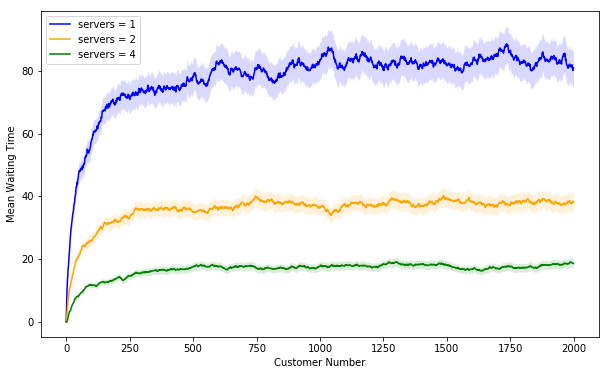 servers = 1
servers = 2
servers = 4
Mean Waiting Time
80
60
40
20
0
0 250 500 750 1000 1250 1500 1750 2000
Customer Number